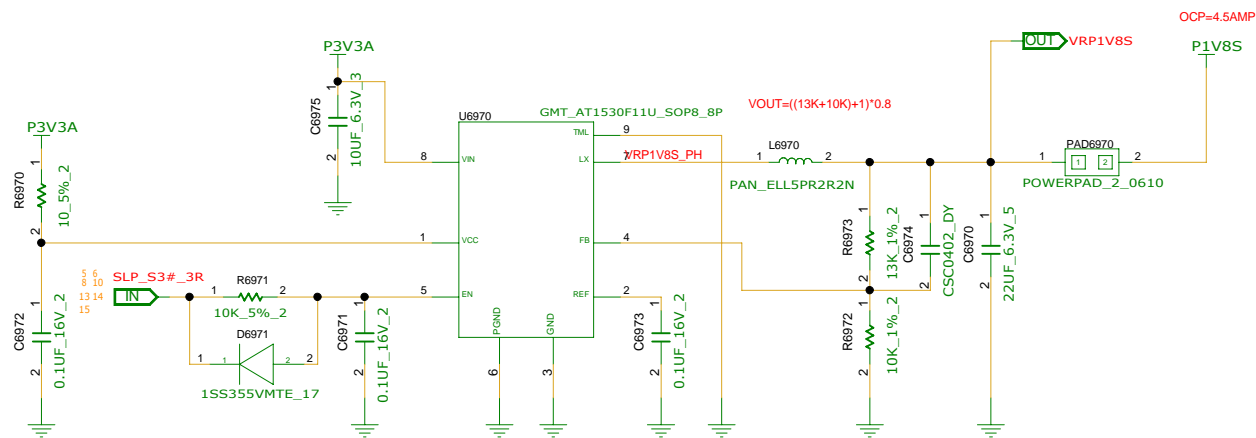 OCP=4.5AMP
P3V3A
OUT
VRP1V8S
P1V8S
1
C6975
10UF_6.3V_3
2
U6970
GMT_AT1530F11U_SOP8_8P
VOUT=((13K+10K)+1)*0.8
P3V3A
TML
9
1
R6970
10_5%_2
2
8
VIN
LX
7
VRP1V8S_PH
1
L6970
2
PAN_ELL5PR2R2N
1
PAD6970
1
2
2
POWERPAD_2_0610
1
VCC
FB
4
1
R6973
13K_1%_2
2
1
C6974
CSC0402_DY
2
1
C6970
22UF_6.3V_5
2
5 6
8 10
13 14
15
SLP_S3#_3R
IN
1
R6971
2
10K_5%_2
5
EN
REF
2
1
C6972
0.1UF_16V_2
2
D6971
1
1
2
2
1SS355VMTE_17
1
C6971
0.1UF_16V_2
2
PGND
GND
6
3
1
C6973
0.1UF_16V_2
2
1
R6972
10K_1%_2
2